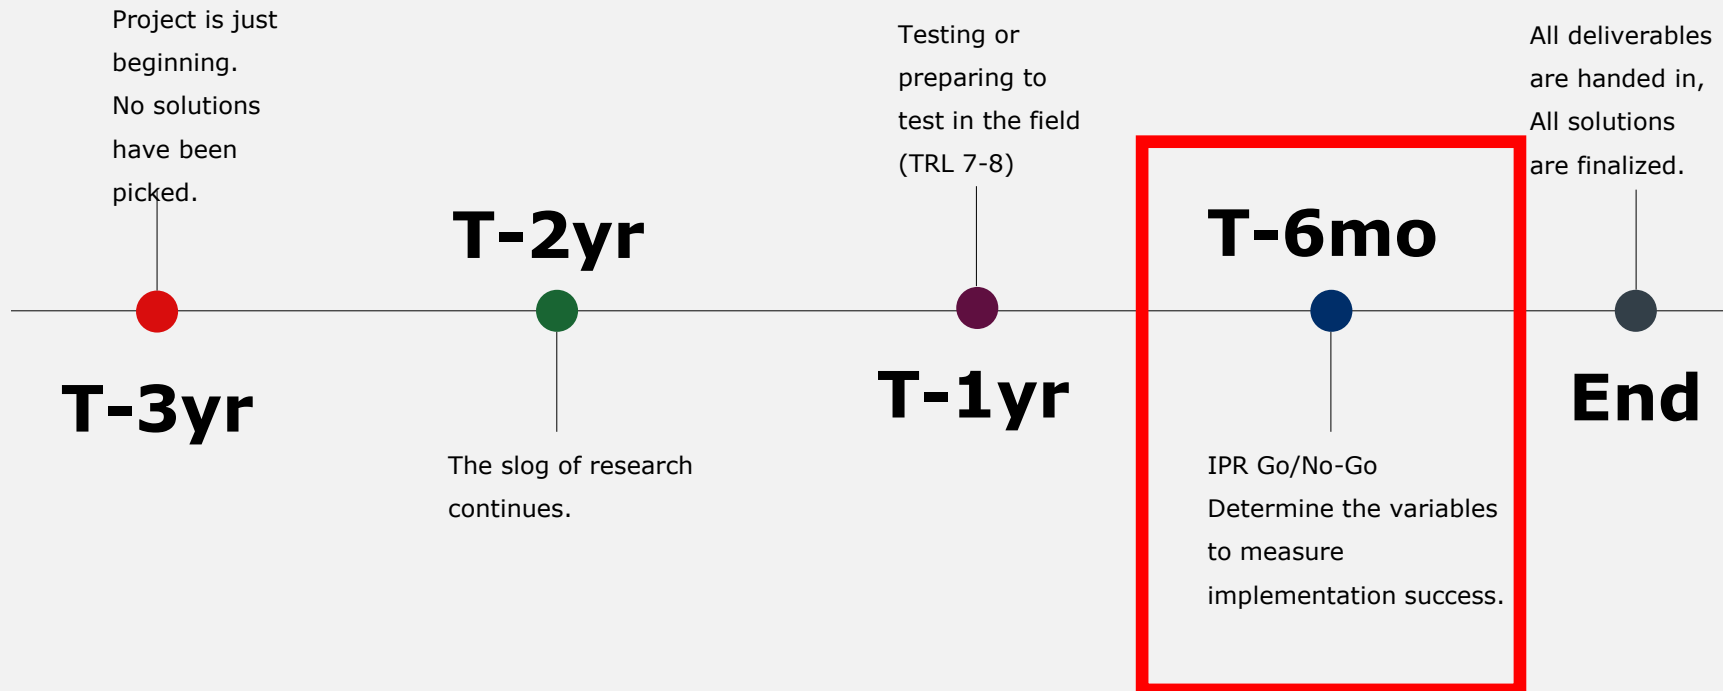 Project is just
beginning.
No solutions
have been
picked.
T-3yr
T-2yr
The slog of research
continues.
Testing or
preparing to
test in the field
(TRL 7-8)
T-1yr
T-6mo
IPR Go/No-Go
Determine the variables
to measure
implementation success.
All deliverables
are handed in,
All solutions
are finalized.
End